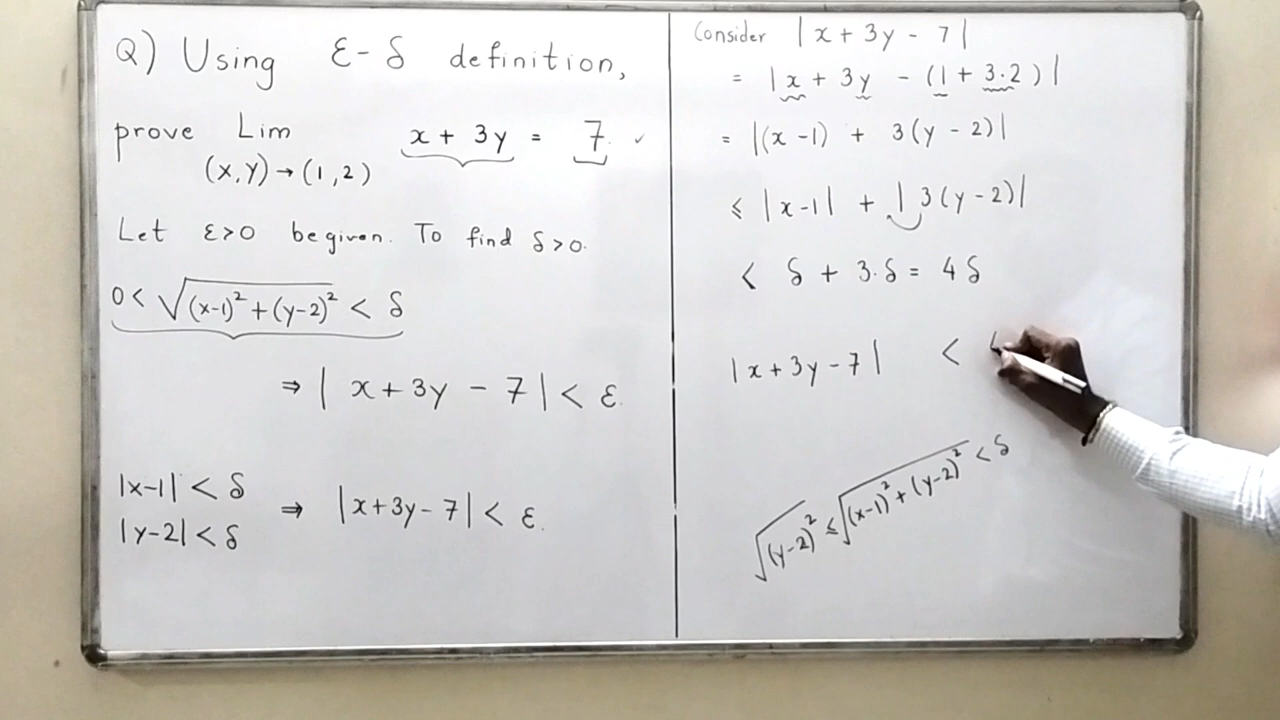 Q) Using ε-δ definition,
prove Lim x + 3y = 7. ✓
(x,y)→(1,2)
Let ε>0 be given. To find δ>0.
0 < √(x-1)² + (y-2)² < δ
⇒ | x + 3y - 7 | < ε.
|x-1| < δ
|y-2| < δ ⇒ |x+3y-7| < ε.
Consider | x + 3y - 7 |
= | x + 3y - (1 + 3.2) |
= |(x-1) + 3(y-2)|
≤ |x-1| + | 3(y-2)|
< δ + 3.δ = 4δ
|x+3y-7| <
√(y-2)² ≤ √(x-1)² + (y-2)² < δ